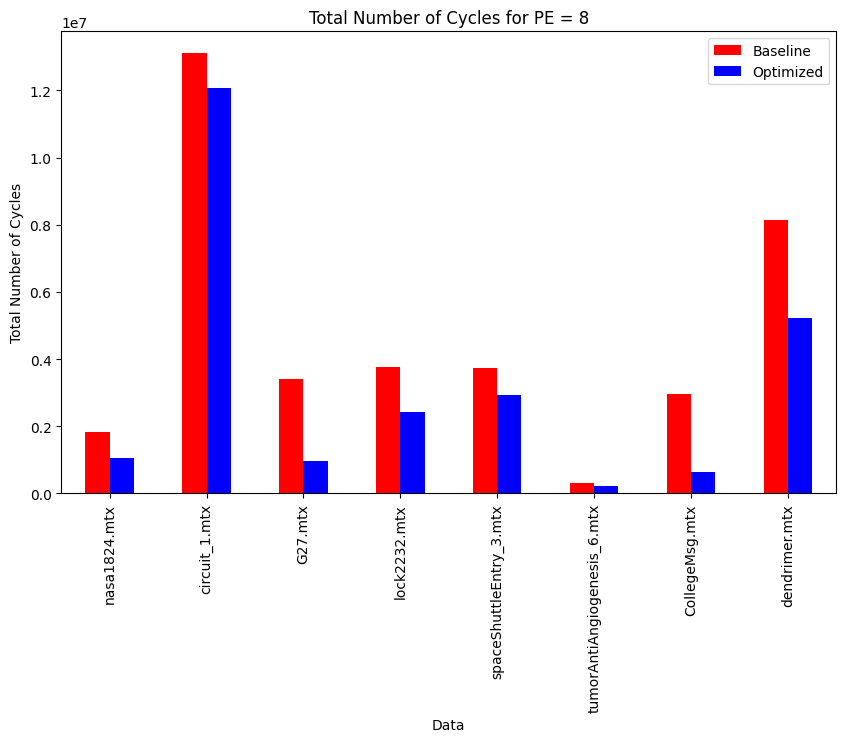 Total Number of Cycles for PE = 8
1e7
Baseline
Optimized
1.2
1.0
0.8
0.6
0.4
0.2
0.0
Total Number of Cycles
nasa1824.mtx
circuit_1.mtx
G27.mtx
lock2232.mtx
spaceShuttleEntry_3.mtx
tumorAntiAngiogenesis_6.mtx
CollegeMsg.mtx
dendrimer.mtx
Data